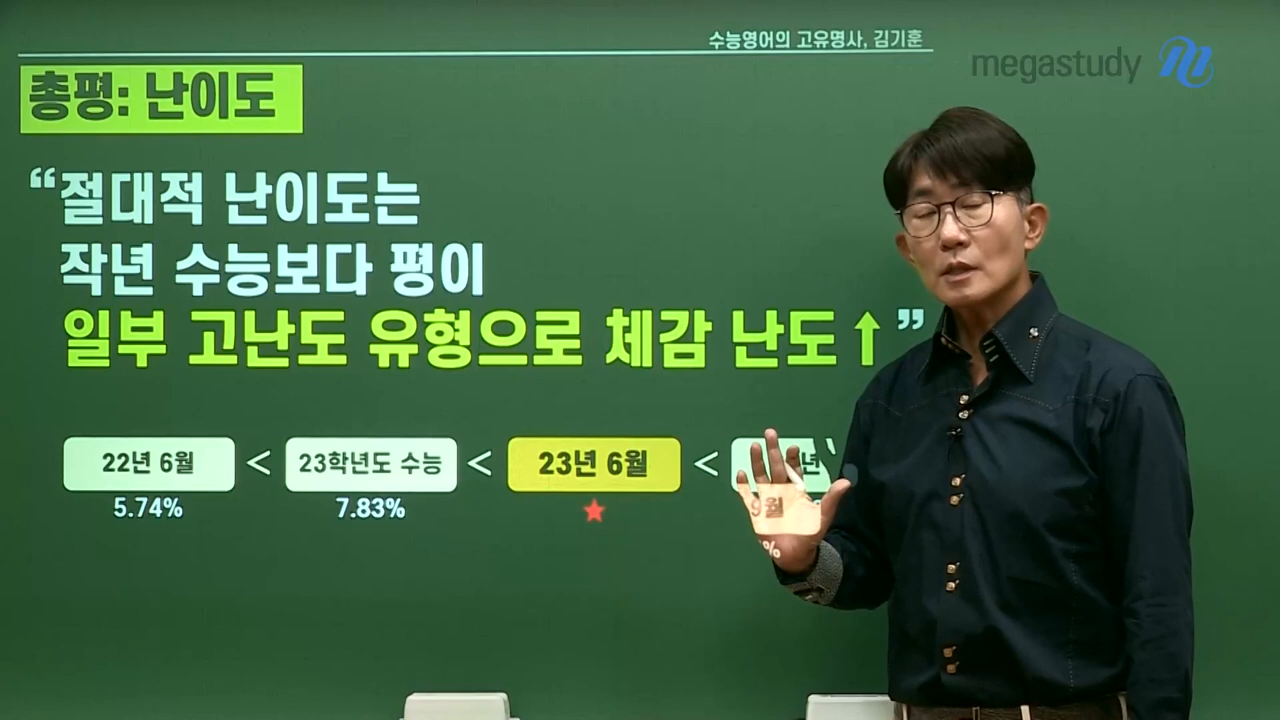 수능영어의 고유명사, 김기훈
megastudy
총평: 난이도
“절대적 난이도는
작년 수능보다 평이
일부 고난도 유형으로 체감 난도↑”
22년 6월 < 23학년도 수능 < 23년 6월 < 년
9월
5.74% 7.83% %